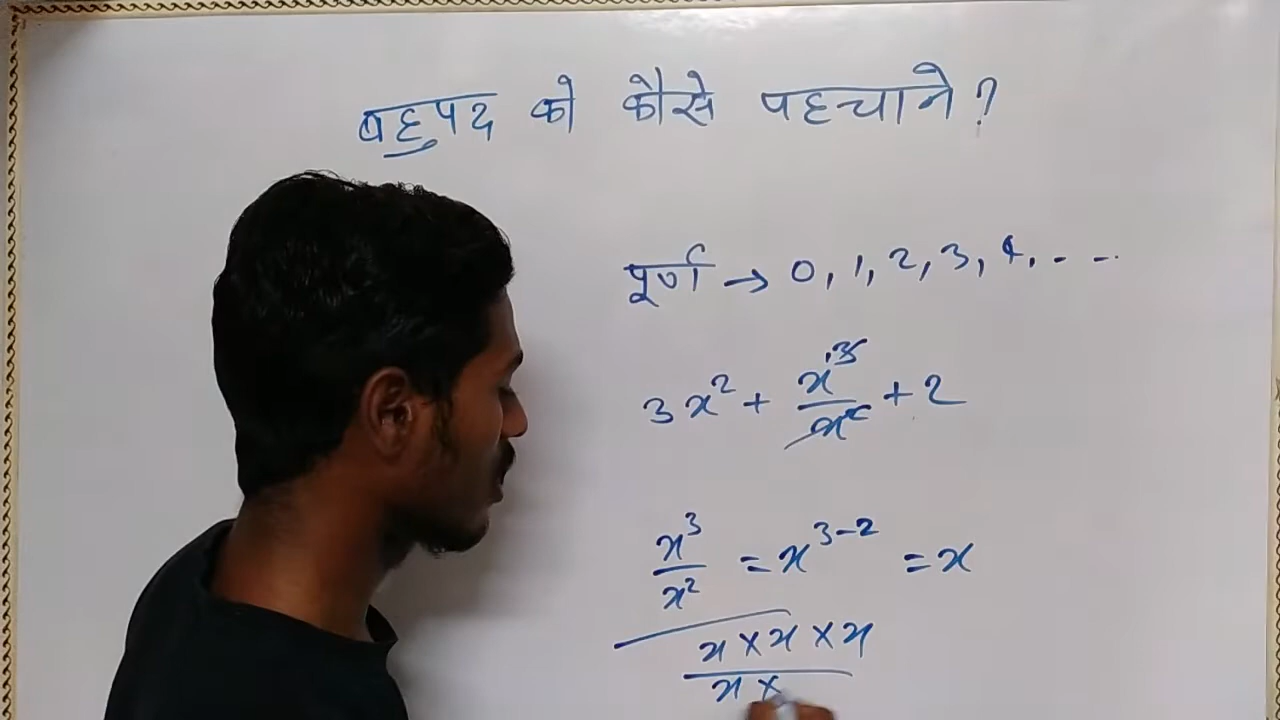 बहुपद को कैसे पहचाने?
पूर्ण → 0, 1, 2, 3, 4, - -
3x² + x³/x² + 2
x³/x² = x³⁻² = x
x × x × x
x ×